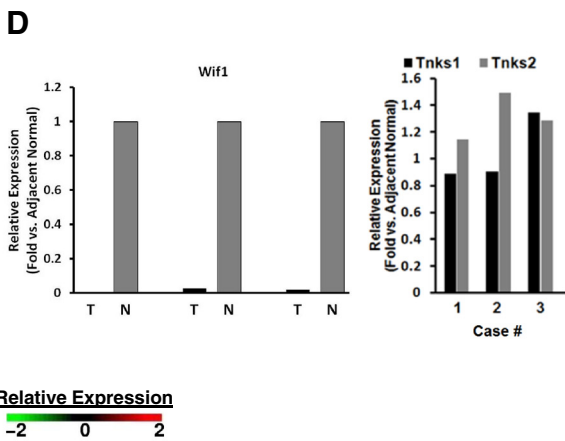 D
Wif1
Relative Expression
(Fold vs. Adjacent Normal)
1.2
1
0.8
0.6
0.4
0.2
0
T N T N T N
Tnks1 Tnks2
Relative Expression
(Fold vs. Adjacent Normal)
1.6
1.4
1.2
1
0.8
0.6
0.4
0.2
0
1 2 3
Case #
Relative Expression
−2 0 2